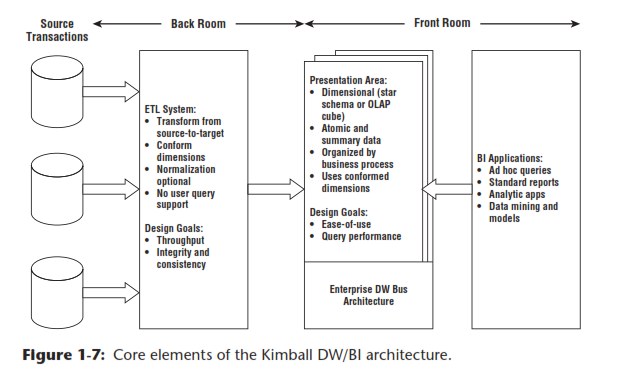 Source
Transactions
Back Room
Front Room
ETL System:
• Transform from
source-to-target
• Conform
dimensions
• Normalization
optional
• No user query
support
Design Goals:
• Throughput
• Integrity and
consistency
Presentation Area:
• Dimensional (star
schema or OLAP
cube)
• Atomic and
summary data
• Organized by
business process
• Uses conformed
dimensions
Design Goals:
• Ease-of-use
• Query performance
Enterprise DW Bus
Architecture
BI Applications:
• Ad hoc queries
• Standard reports
• Analytic apps
• Data mining and
models
Figure 1-7: Core elements of the Kimball DW/BI architecture.